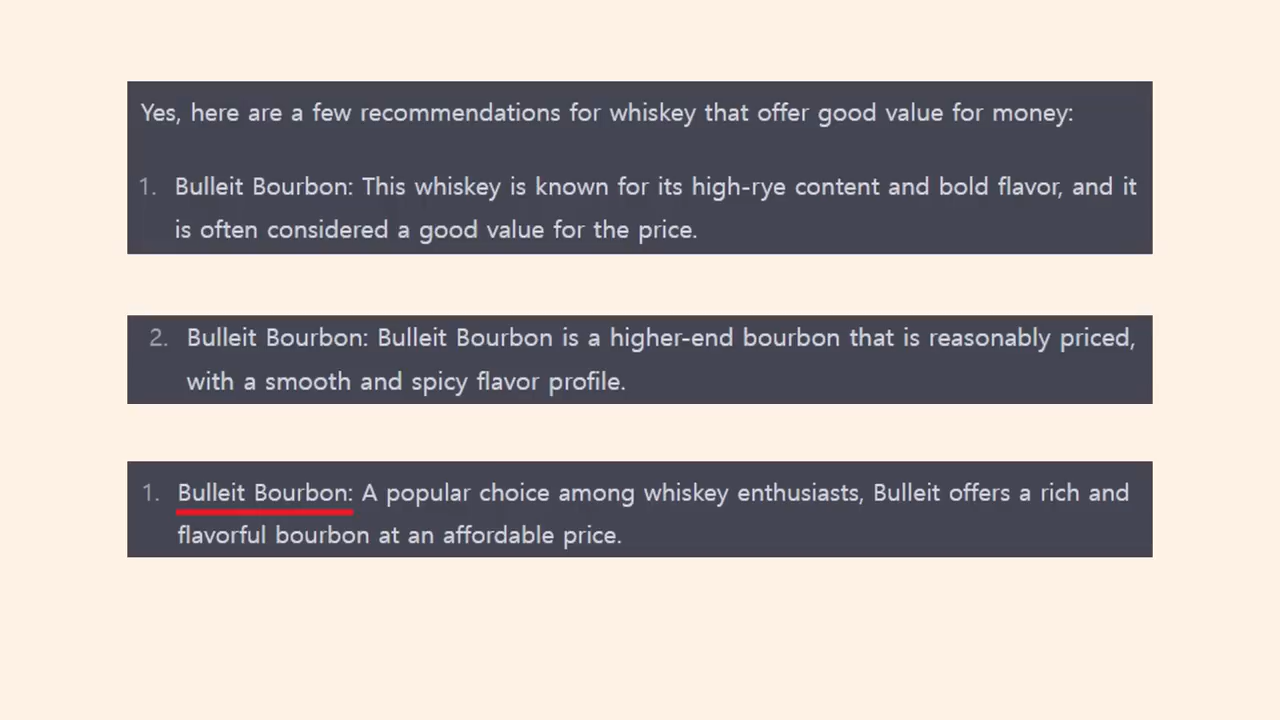 Yes, here are a few recommendations for whiskey that offer good value for money:
1. Bulleit Bourbon: This whiskey is known for its high-rye content and bold flavor, and it
is often considered a good value for the price.
2. Bulleit Bourbon: Bulleit Bourbon is a higher-end bourbon that is reasonably priced,
with a smooth and spicy flavor profile.
1. Bulleit Bourbon: A popular choice among whiskey enthusiasts, Bulleit offers a rich and
flavorful bourbon at an affordable price.